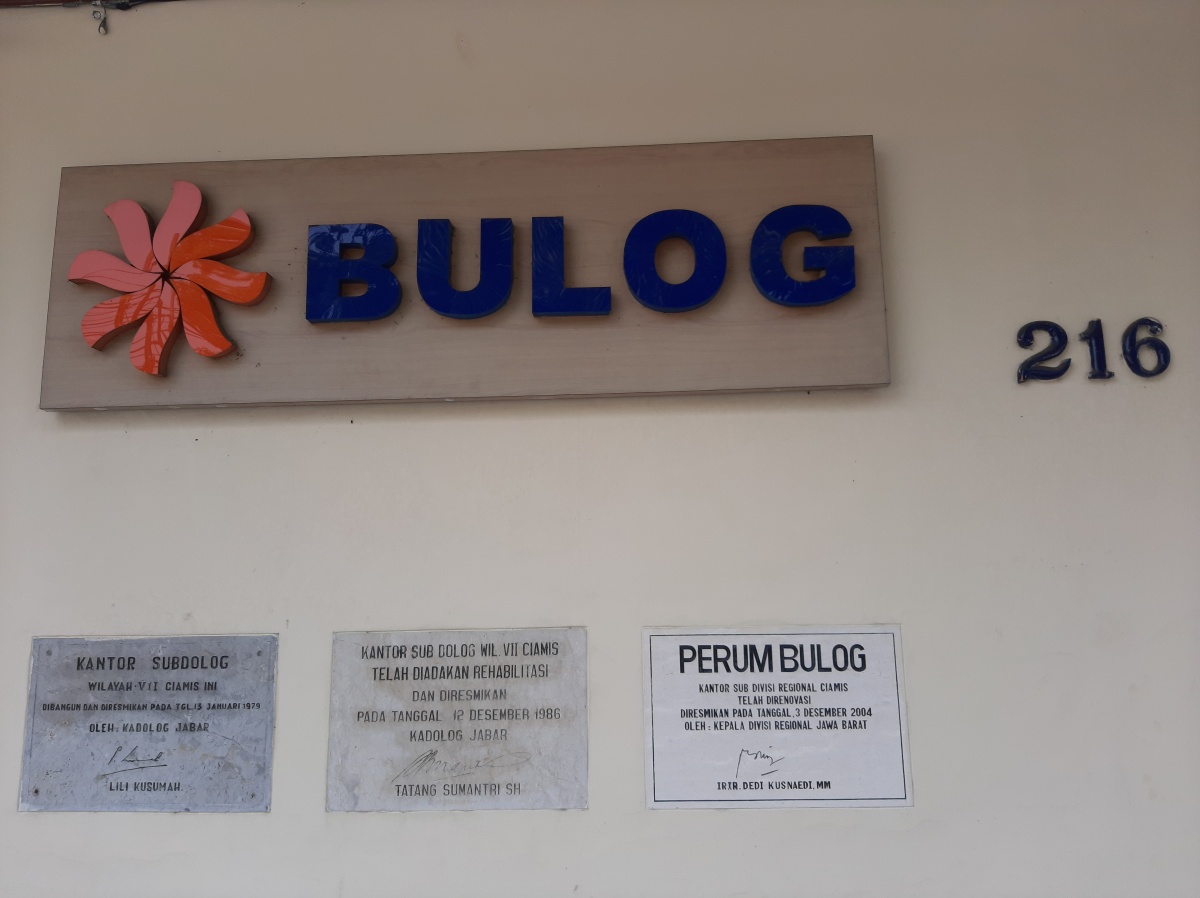 BULOG
216
KANTOR SUBDOLOG
WILAYAH·VII CIAMIS INI
DIBANGUN DAN DIRESMIKAN PADA TGL.13 JANUARI 1979
OLEH: KADOLOG JABAR
LILI KUSUMAH.
KANTOR SUB DOLOG WIL. VII CIAMIS
TELAH DIADAKAN REHABILITASI
DAN DIRESMIKAN
PADA TANGGAL 12 DESEMBER 1986
KADOLOG JABAR
TATANG SUMANTRI SH
PERUM BULOG
KANTOR SUB DIVISI REGIONAL CIAMIS
TELAH DIRENOVASI
DIRESMIKAN PADA TANGGAL, 3 DESEMBER 2004
OLEH : KEPALA DIVISI REGIONAL JAWA BARAT
IRIR. DEDI KUSNAEDI, MM